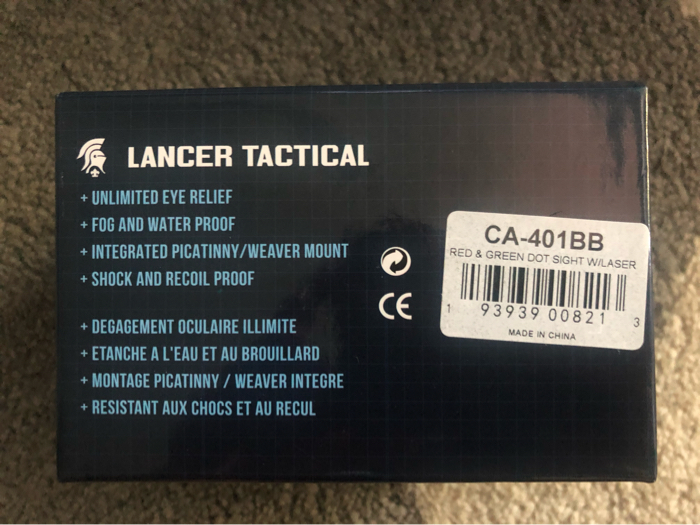 LANCER TACTICAL
+ UNLIMITED EYE RELIEF
+ FOG AND WATER PROOF
+ INTEGRATED PICATINNY/WEAVER MOUNT
+ SHOCK AND RECOIL PROOF
+ DEGAGEMENT OCULAIRE ILLIMITE
+ ETANCHE A L'EAU ET AU BROUILLARD
+ MONTAGE PICATINNY / WEAVER INTEGRE
+ RESISTANT AUX CHOCS ET AU RECUL
CE
CA-401BB
RED & GREEN DOT SIGHT W/LASER
1 93939 00821 3
MADE IN CHINA